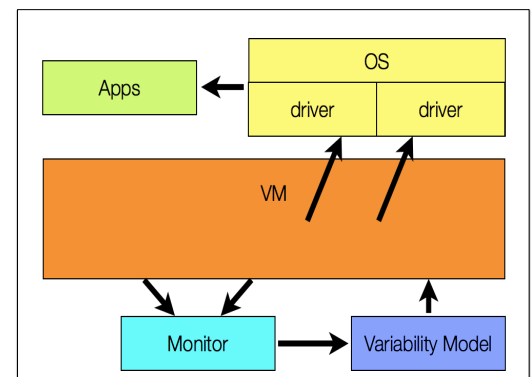 OS
Apps
driver
driver
VM
Monitor
Variability Model